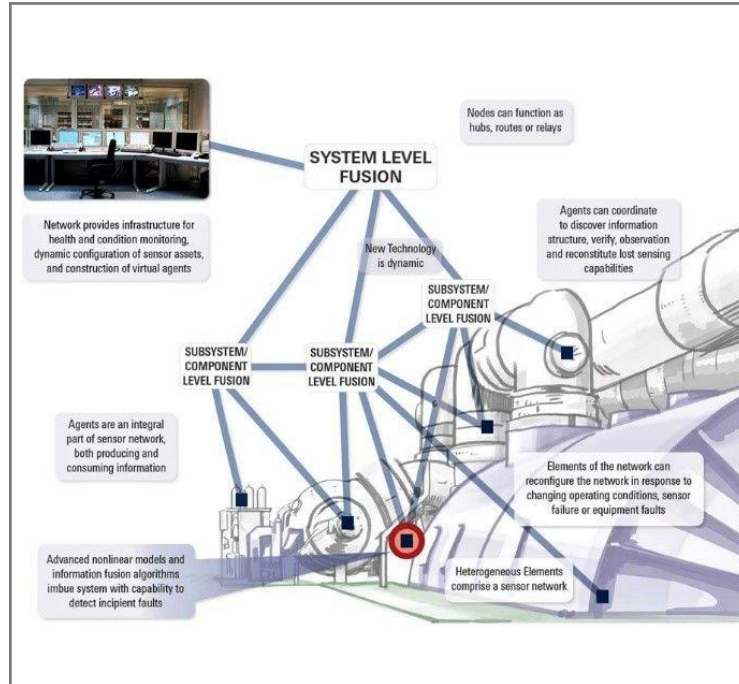 Nodes can function as
hubs, routes or relays
SYSTEM LEVEL
FUSION
Network provides infrastructure for
health and condition monitoring,
dynamic configuration of sensor assets,
and construction of virtual agents
Agents can coordinate
to discover information
structure, verify, observation
and reconstitute lost sensing
capabilities
New Technology
is dynamic
SUBSYSTEM/
COMPONENT
LEVEL FUSION
SUBSYSTEM/
COMPONENT
LEVEL FUSION
SUBSYSTEM/
COMPONENT
LEVEL FUSION
Agents are an integral
part of sensor network,
both producing and
consuming information
Elements of the network can
reconfigure the network in response to
changing operating conditions, sensor
failure or equipment faults
Advanced nonlinear models and
information fusion algorithms
imbue system with capability to
detect incipient faults
Heterogeneous Elements
comprise a sensor network